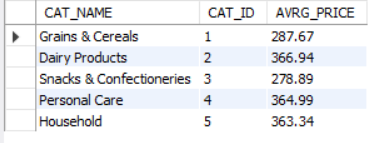 CAT_NAME CAT_ID AVRG_PRICE
Grains & Cereals 1 287.67
Dairy Products 2 366.94
Snacks & Confectioneries 3 278.89
Personal Care 4 364.99
Household 5 363.34